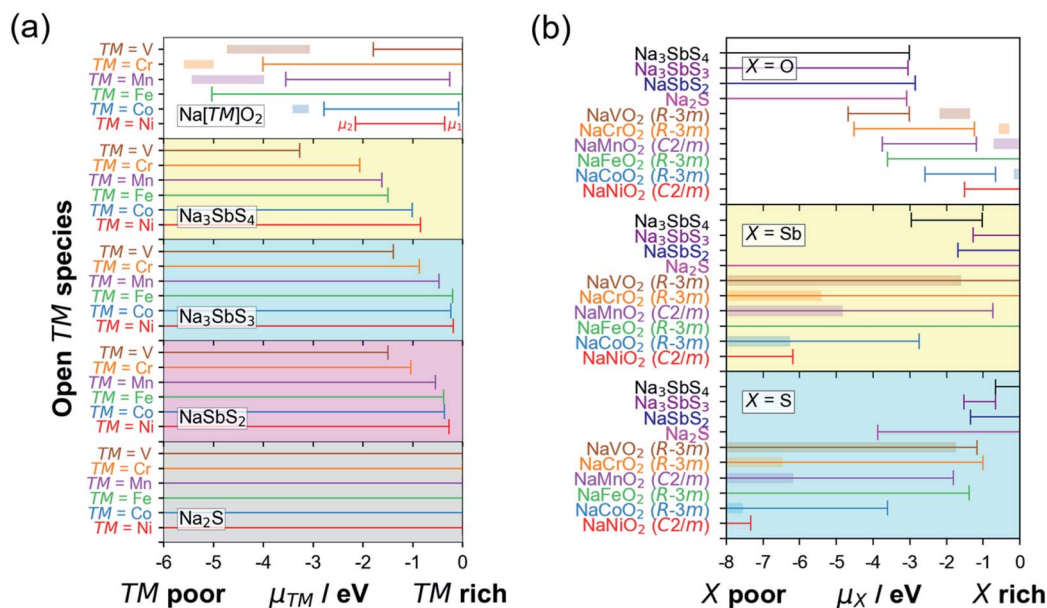 (a)
TM = V
TM = Cr
TM = Mn
TM = Fe
TM = Co
TM = Ni
Na[TM]O₂
μ₂
μ₁
TM = V
TM = Cr
TM = Mn
TM = Fe
TM = Co
TM = Ni
Na₃SbS₄
TM = V
TM = Cr
TM = Mn
TM = Fe
TM = Co
TM = Ni
Na₃SbS₃
TM = V
TM = Cr
TM = Mn
TM = Fe
TM = Co
TM = Ni
NaSbS₂
TM = V
TM = Cr
TM = Mn
TM = Fe
TM = Co
TM = Ni
Na₂S
Open TM species
-6 -5 -4 -3 -2 -1 0
TM poor μTM / eV TM rich
(b)
Na₃SbS₄
Na₃SbS₃
NaSbS₂
Na₂S
NaVO₂ (R-3m)
NaCrO₂ (R-3m)
NaMnO₂ (C2/m)
NaFeO₂ (R-3m)
NaCoO₂ (R-3m)
NaNiO₂ (C2/m)
X = O
Na₃SbS₄
Na₃SbS₃
NaSbS₂
Na₂S
NaVO₂ (R-3m)
NaCrO₂ (R-3m)
NaMnO₂ (C2/m)
NaFeO₂ (R-3m)
NaCoO₂ (R-3m)
NaNiO₂ (C2/m)
X = Sb
Na₃SbS₄
Na₃SbS₃
NaSbS₂
Na₂S
NaVO₂ (R-3m)
NaCrO₂ (R-3m)
NaMnO₂ (C2/m)
NaFeO₂ (R-3m)
NaCoO₂ (R-3m)
NaNiO₂ (C2/m)
X = S
-8 -7 -6 -5 -4 -3 -2 -1 0
X poor μX / eV X rich